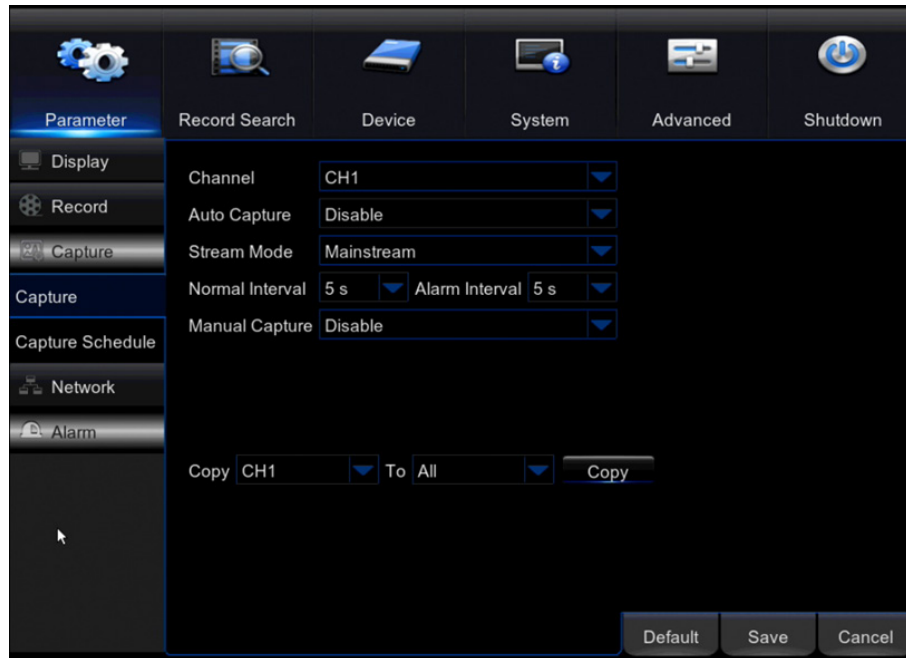 Parameter Record Search Device System Advanced Shutdown
Display
Record
Capture
Capture
Capture Schedule
Network
Alarm
Channel CH1
Auto Capture Disable
Stream Mode Mainstream
Normal Interval 5 s Alarm Interval 5 s
Manual Capture Disable
Copy CH1 To All Copy
Default Save Cancel